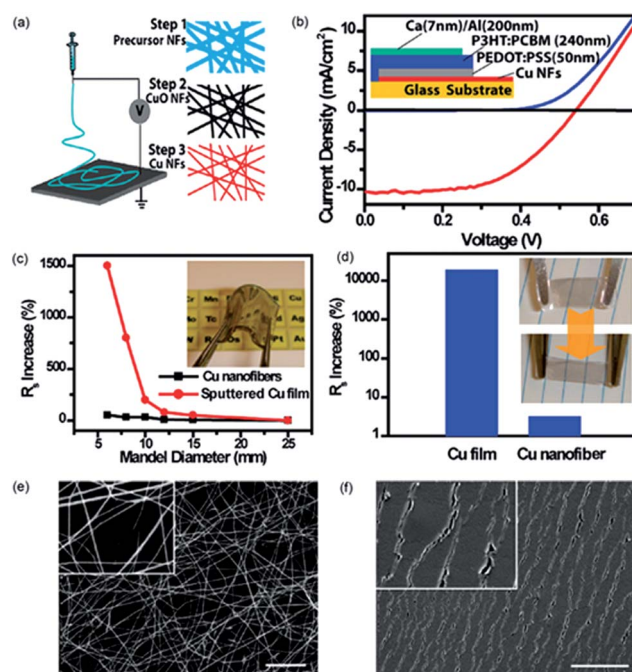 (a)
Step 1
Precursor NFs
Step 2
CuO NFs
Step 3
Cu NFs
V
(b)
Current Density (mA/cm²)
10
5
0
-5
-10
Ca(7nm)/Al(200nm)
P3HT:PCBM (240nm)
PEDOT:PSS(50nm)
Cu NFs
Glass Substrate
0.0
0.2
0.4
0.6
Voltage (V)
(c)
Rs Increase (%)
1500
1000
500
0
Cu nanofibers
Sputtered Cu film
5
10
15
20
25
Mandel Diameter (mm)
(d)
Rs Increase (%)
10000
1000
100
10
1
Cu film
Cu nanofiber
(e)
(f)